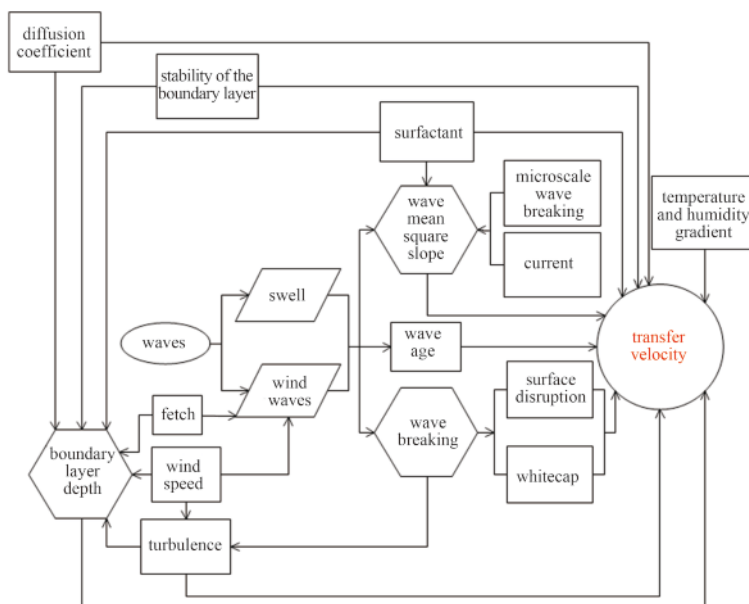 diffusion
coefficient
stability of the
boundary layer
surfactant
microscale
wave
breaking
wave
mean
square
slope
temperature
and humidity
gradient
current
swell
waves
wave
age
transfer
velocity
wind
waves
surface
disruption
fetch
wave
breaking
boundary
layer
depth
wind
speed
whitecap
turbulence